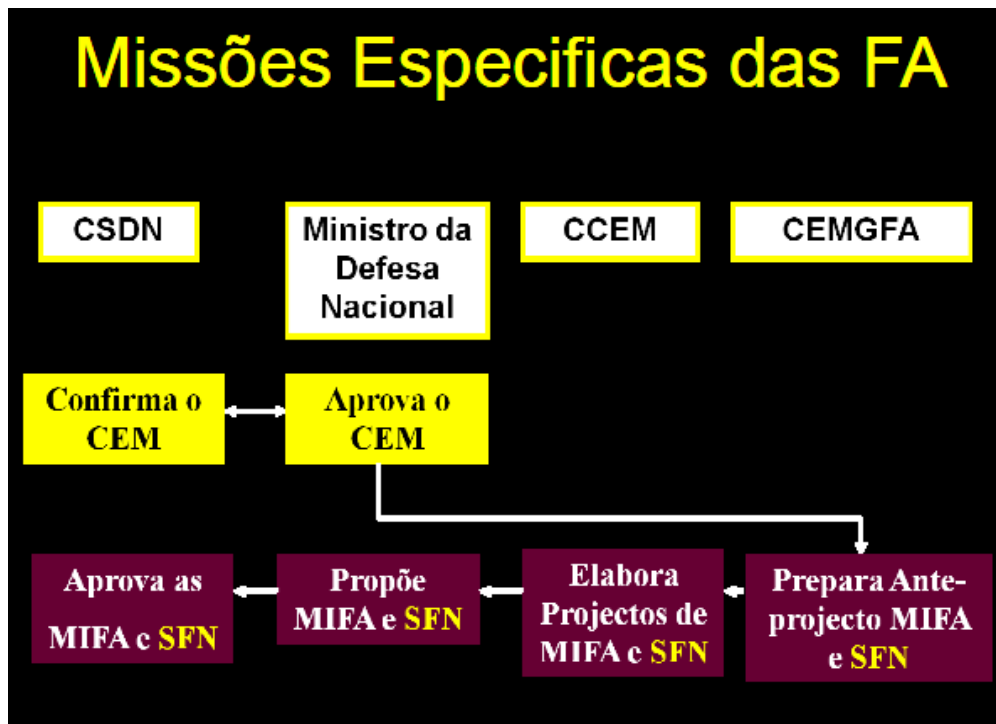 Missões Especificas das FA
CSDN
Ministro da
Defesa
Nacional
CCEM
CEMGFA
Confirma o
CEM
Aprova o
CEM
Aprova as
MIFA e SFN
Propõe
MIFA e SFN
Elabora
Projectos de
MIFA e SFN
Prepara Ante-
projecto MIFA
e SFN